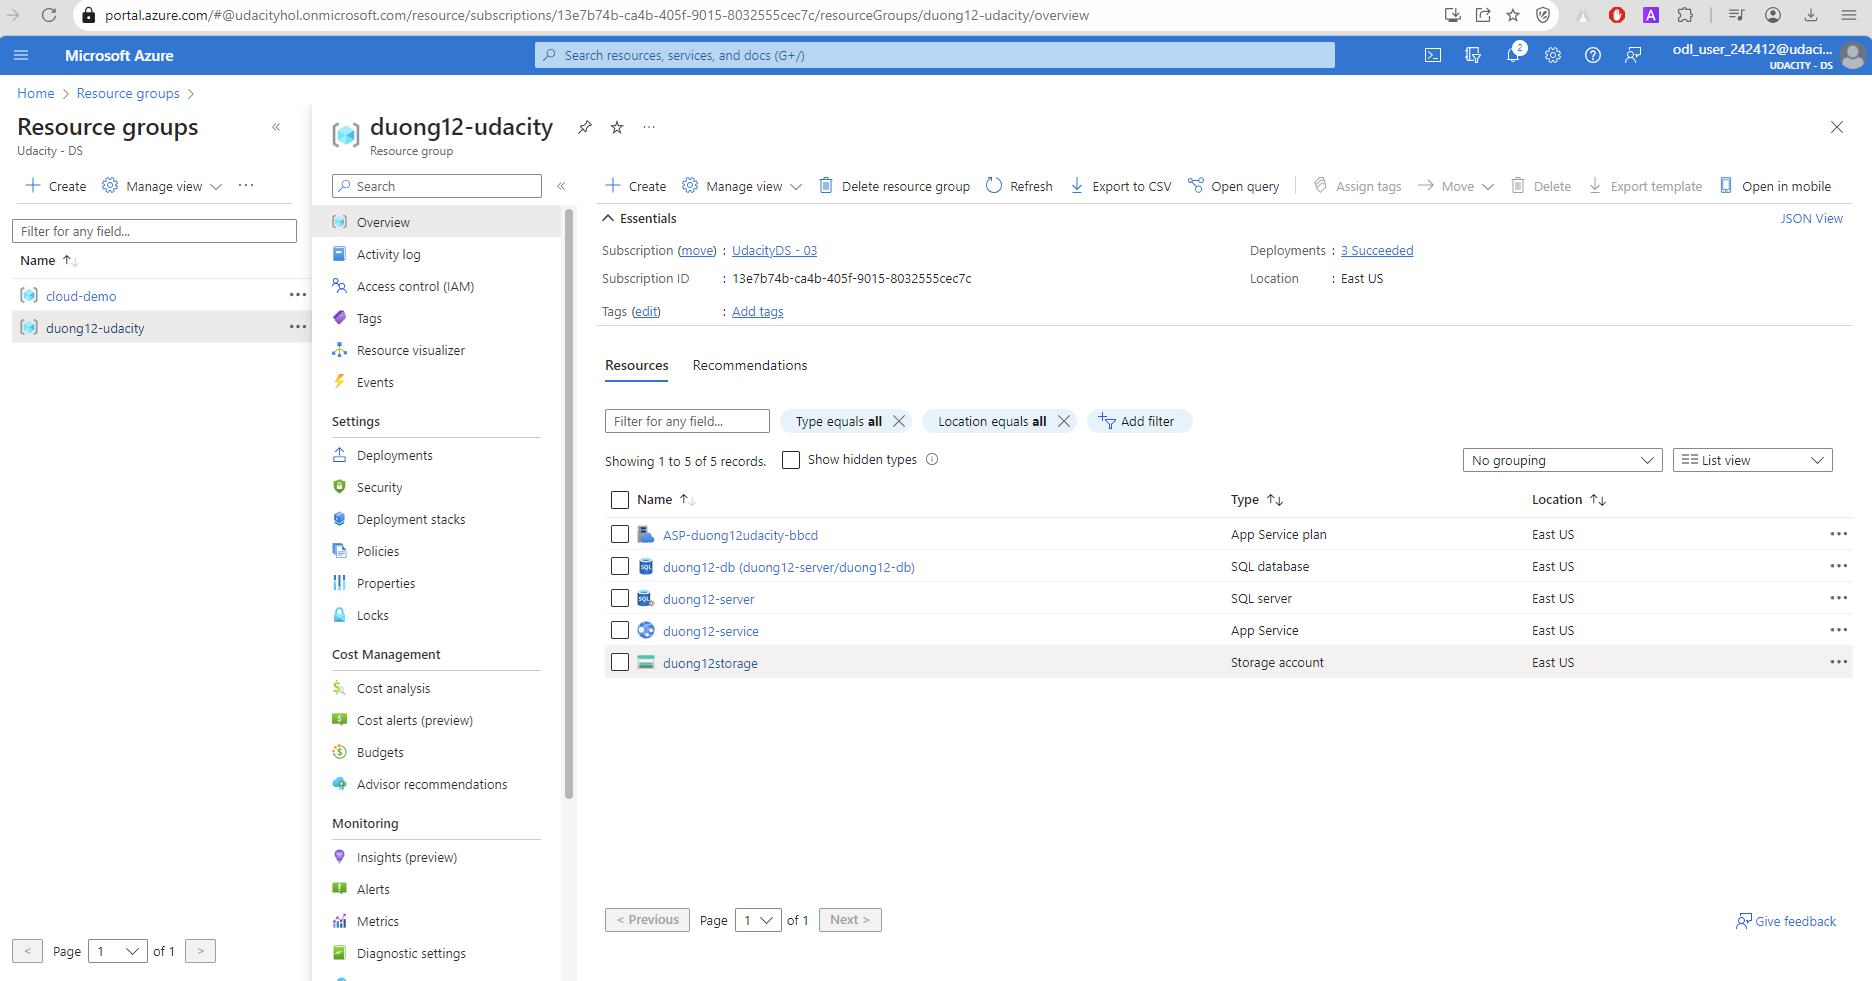 portal.azure.com/#@udacityhol.onmicrosoft.com/resource/subscriptions/13e7b74b-ca4b-405f-9015-8032555cec7c/resourceGroups/duong12-udacity/overview
A
Microsoft Azure
Search resources, services, and docs (G+/)
2
odl_user_242412@udaci...
UDACITY - DS
Home > Resource groups >
Resource groups
Udacity - DS
«
+ Create
Manage view
...
Filter for any field...
Name ↑↓
cloud-demo ...
duong12-udacity ...
< Page 1 of 1 >
duong12-udacity
...
Resource group
Search
«
Overview
Activity log
Access control (IAM)
Tags
Resource visualizer
Events
Settings
Deployments
Security
Deployment stacks
Policies
Properties
Locks
Cost Management
Cost analysis
Cost alerts (preview)
Budgets
Advisor recommendations
Monitoring
Insights (preview)
Alerts
Metrics
Diagnostic settings
+ Create Manage view Delete resource group Refresh Export to CSV Open query Assign tags Move Delete Export template Open in mobile
Essentials
JSON View
Subscription (move) : UdacityDS - 03
Deployments : 3 Succeeded
Subscription ID : 13e7b74b-ca4b-405f-9015-8032555cec7c
Location : East US
Tags (edit) : Add tags
Resources Recommendations
Filter for any field... Type equals all Location equals all Add filter
Showing 1 to 5 of 5 records. Show hidden types
No grouping
List view
Name ↑↓ Type ↑↓ Location ↑↓
ASP-duong12udacity-bbcd App Service plan East US ...
duong12-db (duong12-server/duong12-db) SQL database East US ...
duong12-server SQL server East US ...
duong12-service App Service East US ...
duong12storage Storage account East US ...
< Previous Page 1 of 1 Next >
Give feedback